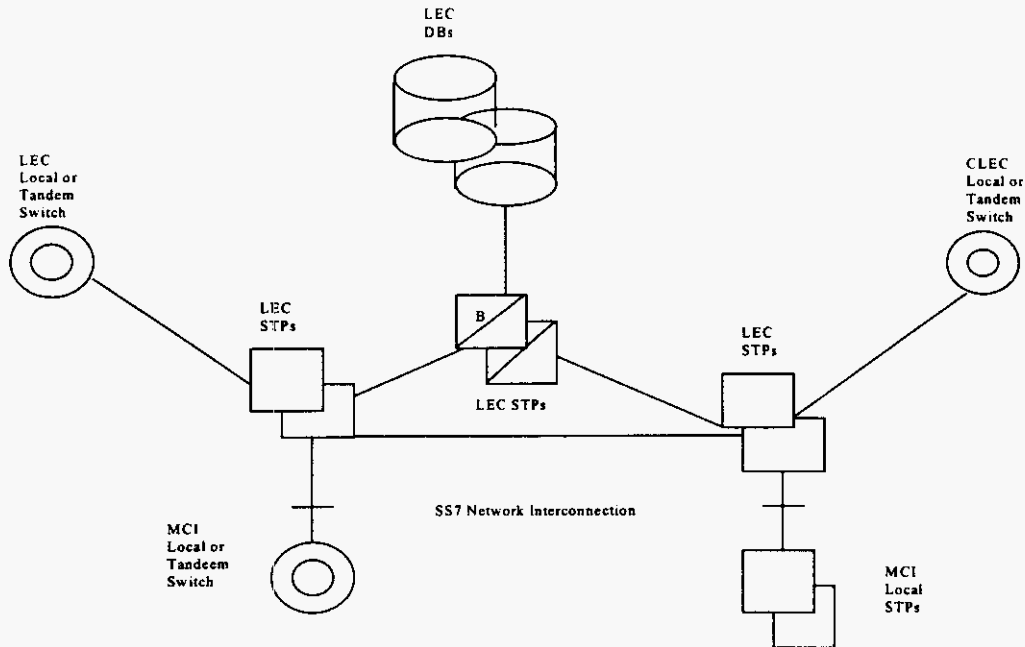 LEC
DBs
LEC
Local or
Tandem
Switch
CLEC
Local or
Tandem
Switch
LEC
STPs
B
LEC
STPs
LEC STPs
SS7 Network Interconnection
MCI
Local or
Tandeem
Switch
MCI
Local
STPs